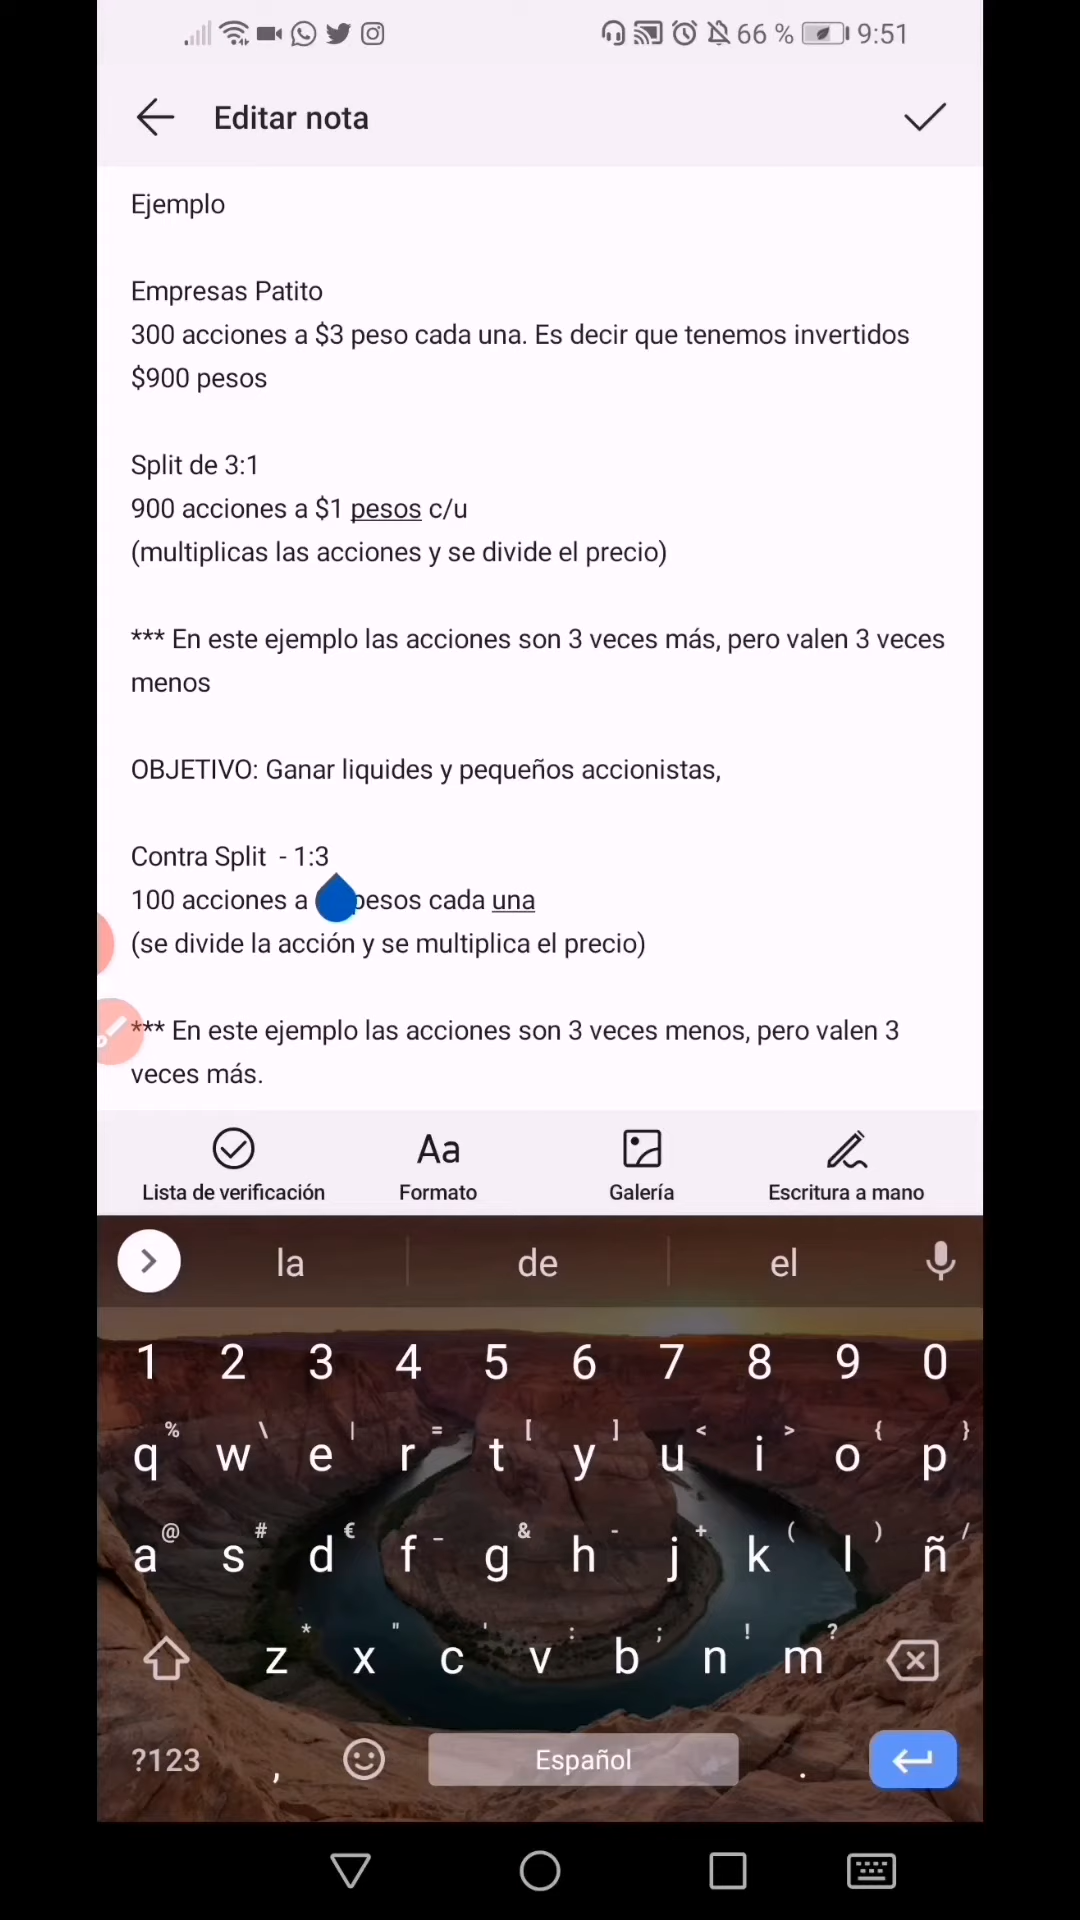 66 % 9:51
Editar nota
Ejemplo
Empresas Patito
300 acciones a $3 peso cada una. Es decir que tenemos invertidos
$900 pesos
Split de 3:1
900 acciones a $1 pesos c/u
(multiplicas las acciones y se divide el precio)
*** En este ejemplo las acciones son 3 veces más, pero valen 3 veces
menos
OBJETIVO: Ganar liquides y pequeños accionistas,
Contra Split - 1:3
100 acciones a pesos cada una
(se divide la acción y se multiplica el precio)
*** En este ejemplo las acciones son 3 veces menos, pero valen 3
veces más.
Aa
Lista de verificación Formato Galería Escritura a mano
la de el
1 2 3 4 5 6 7 8 9 0
% \ | = [ ] < > { }
q w e r t y u i o p
@ # € _ & - + ( ) /
a s d f g h j k l ñ
* " ' : ; ! ?
z x c v b n m
?123 , Español .